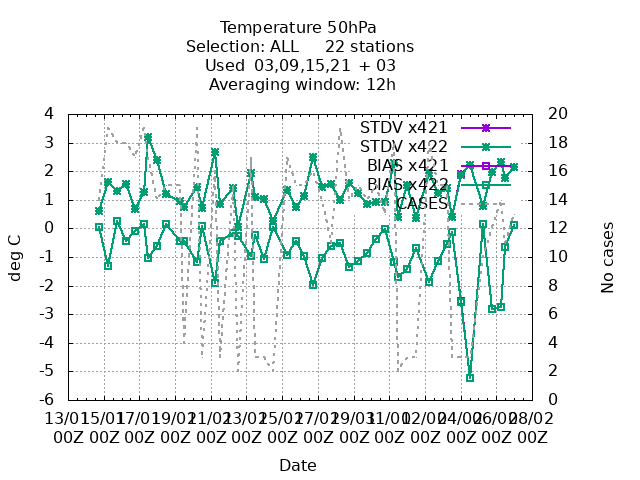 Temperature 50hPa
Selection: ALL 22 stations
Used 03,09,15,21 + 03
Averaging window: 12h
STDV x421
STDV x422
BIAS x421
BIAS x422
CASES
4
3
2
1
0
-1
-2
-3
-4
-5
-6
deg C
20
18
16
14
12
10
8
6
4
2
0
No cases
13/01 15/01 17/01 19/01 21/01 23/01 25/01 27/01 29/01 31/01 02/02 24/02 26/02 28/02
00Z 00Z 00Z 00Z 00Z 00Z 00Z 00Z 00Z 00Z 00Z 00Z 00Z 00Z
Date